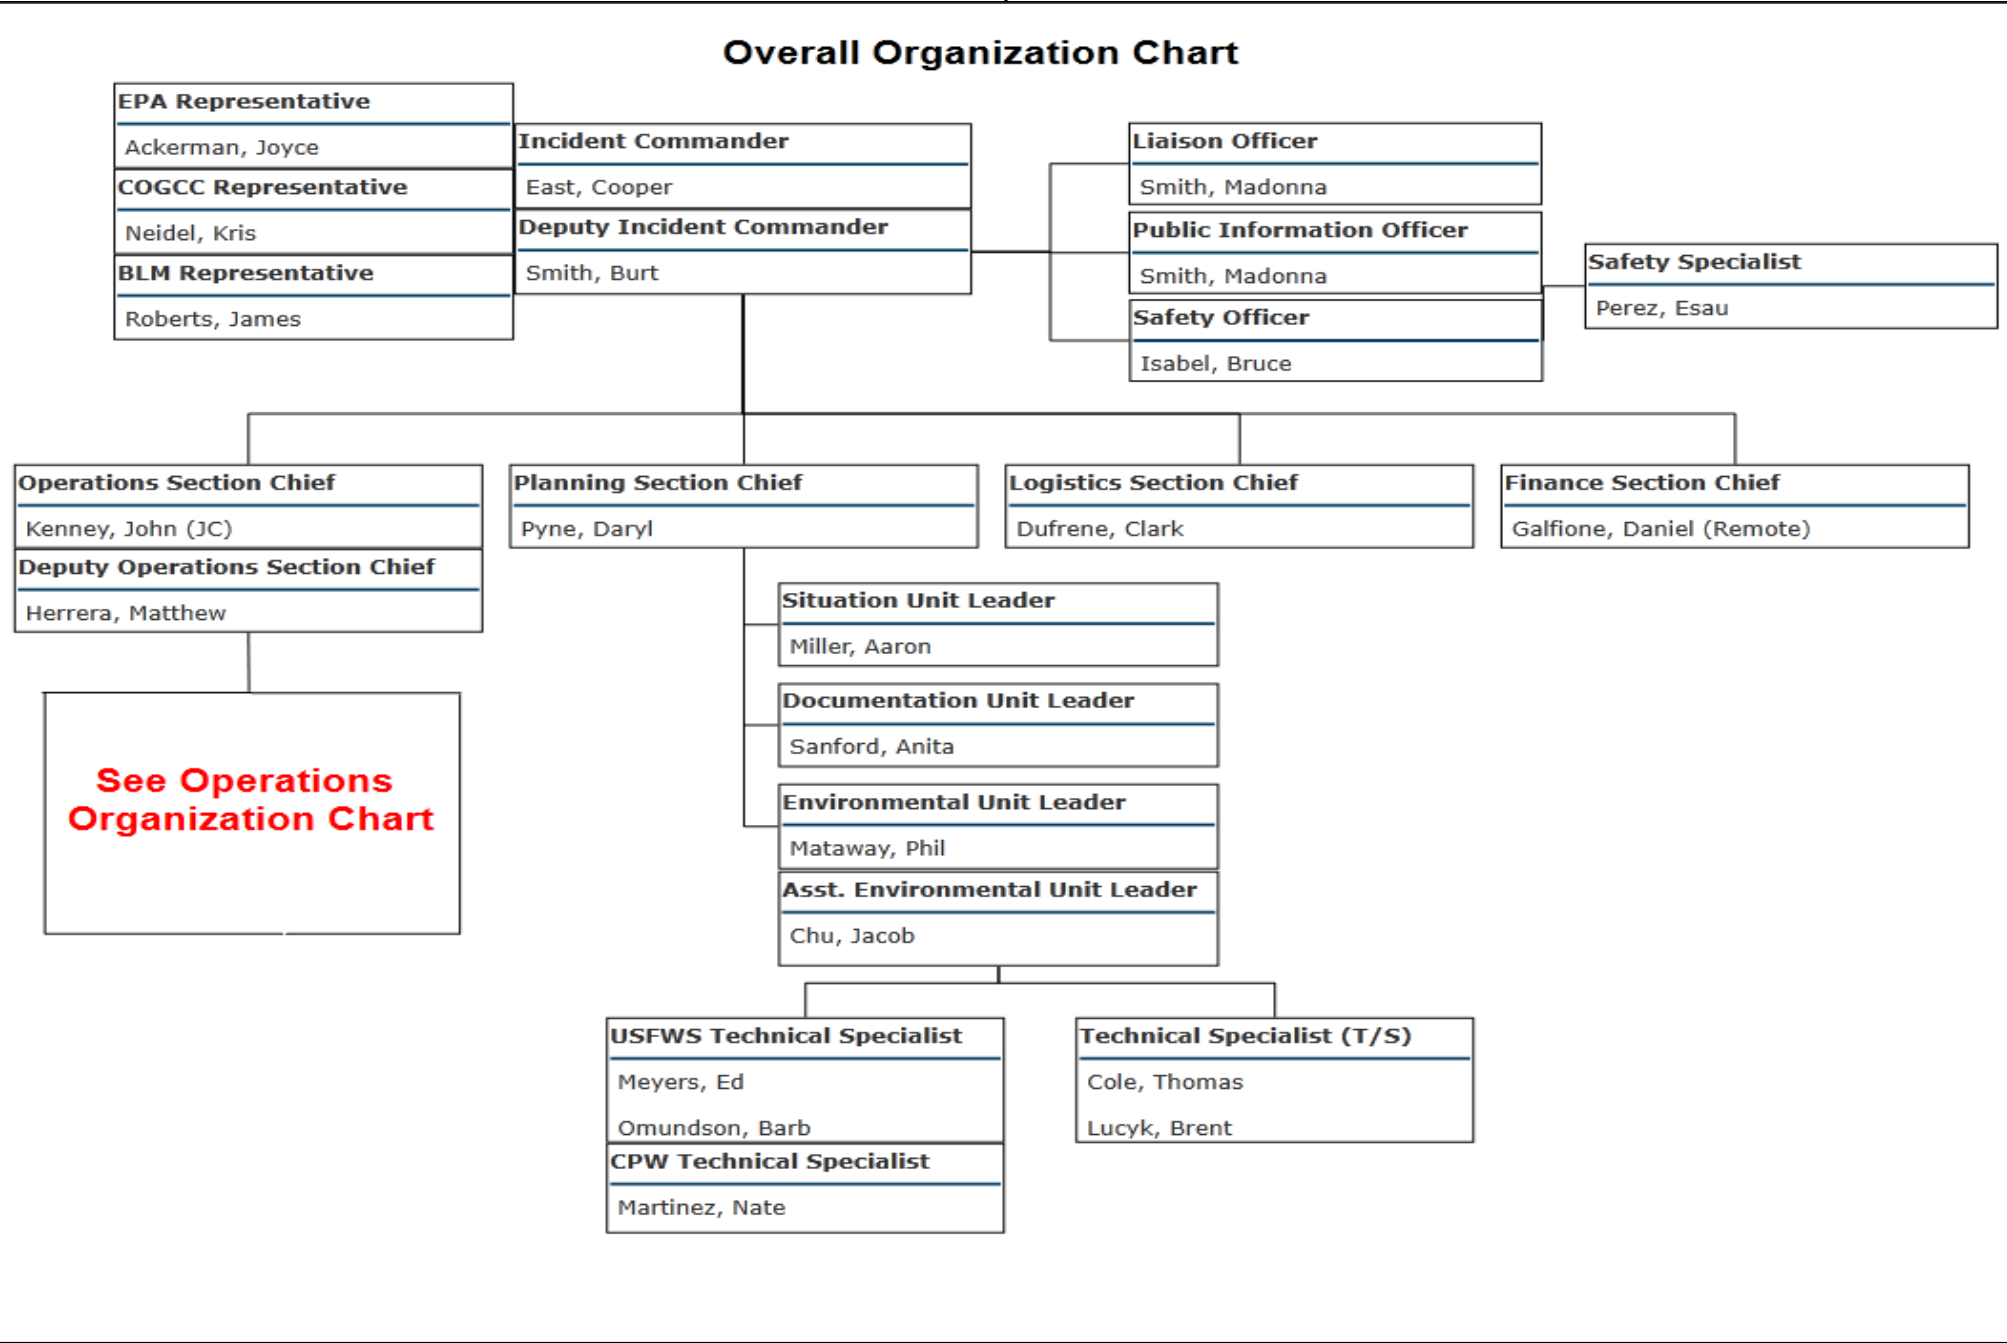 Overall Organization Chart
EPA Representative
Ackerman, Joyce
COGCC Representative
Neidel, Kris
BLM Representative
Roberts, James
Incident Commander
East, Cooper
Deputy Incident Commander
Smith, Burt
Liaison Officer
Smith, Madonna
Public Information Officer
Smith, Madonna
Safety Officer
Isabel, Bruce
Safety Specialist
Perez, Esau
Operations Section Chief
Kenney, John (JC)
Deputy Operations Section Chief
Herrera, Matthew
See Operations
Organization Chart
Planning Section Chief
Pyne, Daryl
Situation Unit Leader
Miller, Aaron
Documentation Unit Leader
Sanford, Anita
Environmental Unit Leader
Mataway, Phil
Asst. Environmental Unit Leader
Chu, Jacob
USFWS Technical Specialist
Meyers, Ed
Omundson, Barb
CPW Technical Specialist
Martinez, Nate
Technical Specialist (T/S)
Cole, Thomas
Lucyk, Brent
Logistics Section Chief
Dufrene, Clark
Finance Section Chief
Galfione, Daniel (Remote)